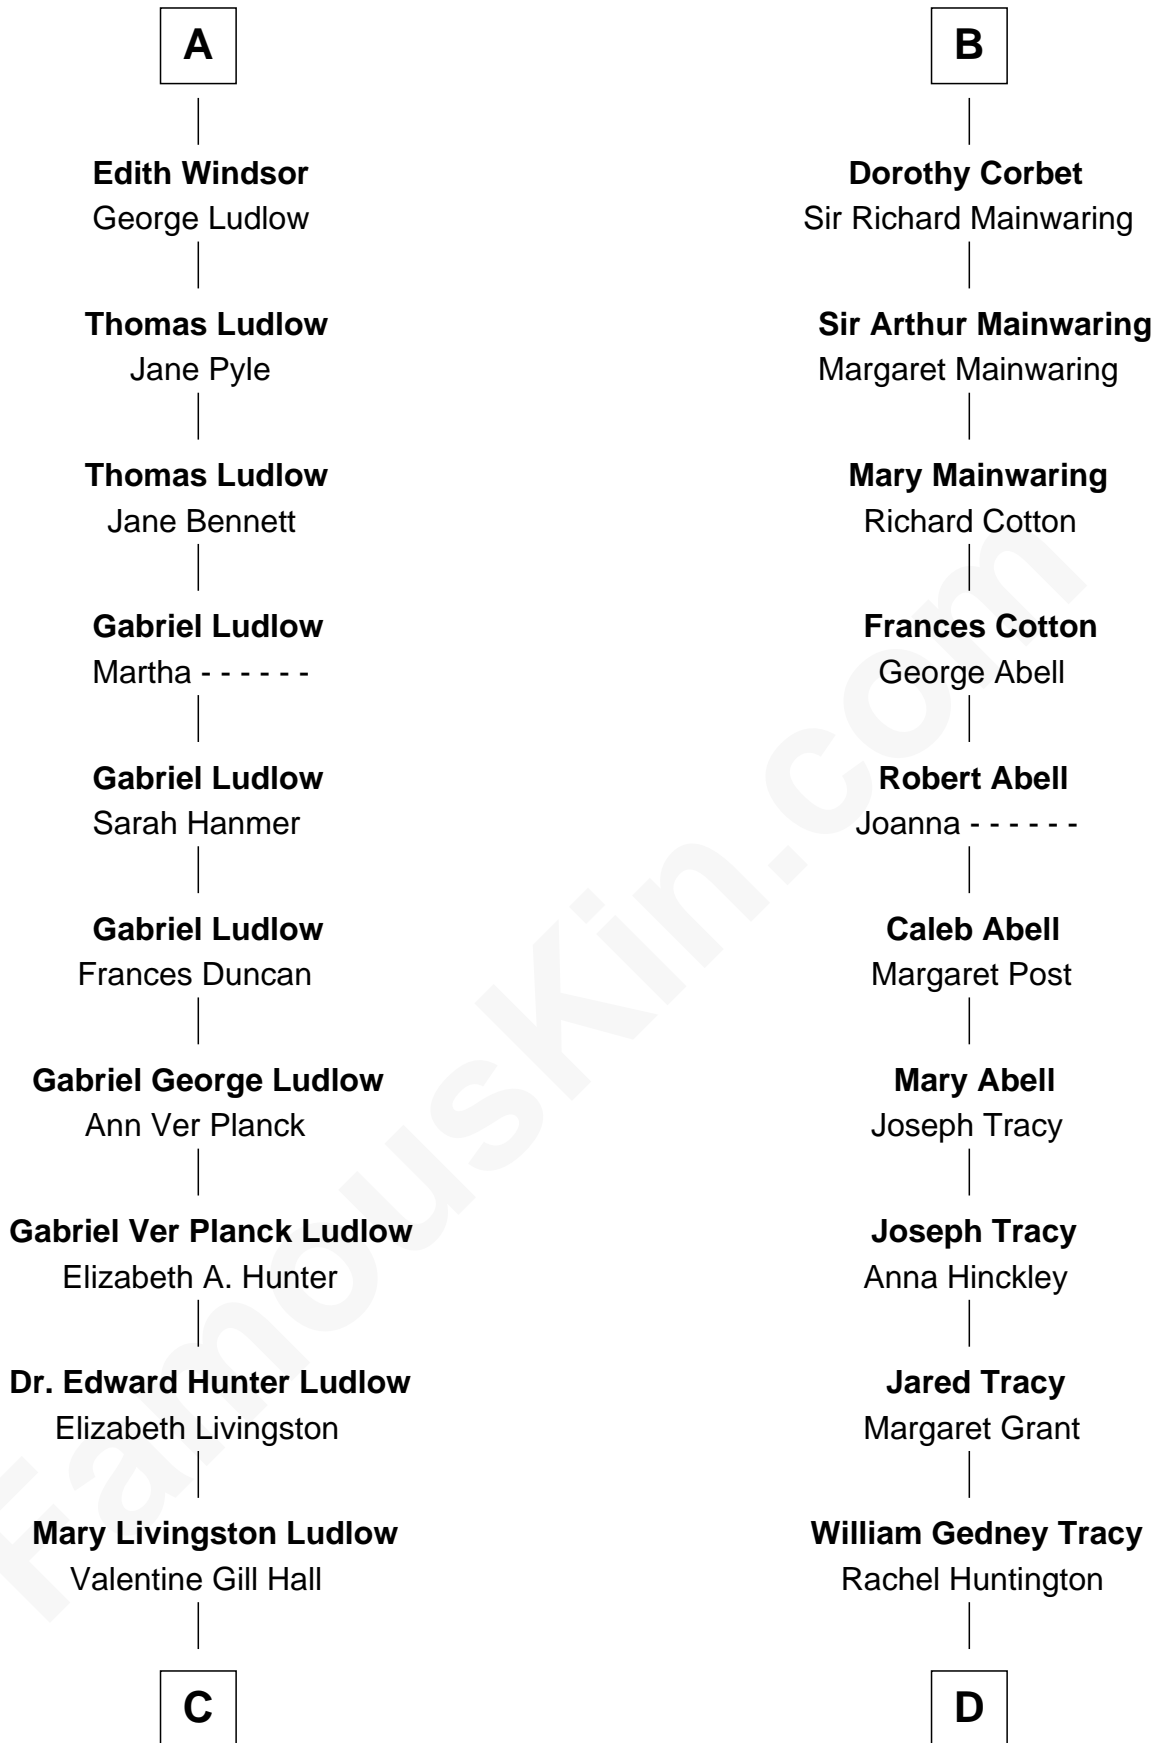 A
Edith Windsor
George Ludlow
Thomas Ludlow
Jane Pyle
Thomas Ludlow
Jane Bennett
Gabriel Ludlow
Martha - - - - - -
Gabriel Ludlow
Sarah Hanmer
Gabriel Ludlow
Frances Duncan
Gabriel George Ludlow
Ann Ver Planck
Gabriel Ver Planck Ludlow
Elizabeth A. Hunter
Dr. Edward Hunter Ludlow
Elizabeth Livingston
Mary Livingston Ludlow
Valentine Gill Hall
C
B
Dorothy Corbet
Sir Richard Mainwaring
Sir Arthur Mainwaring
Margaret Mainwaring
Mary Mainwaring
Richard Cotton
Frances Cotton
George Abell
Robert Abell
Joanna - - - - - -
Caleb Abell
Margaret Post
Mary Abell
Joseph Tracy
Joseph Tracy
Anna Hinckley
Jared Tracy
Margaret Grant
William Gedney Tracy
Rachel Huntington
D
FamousKin.com